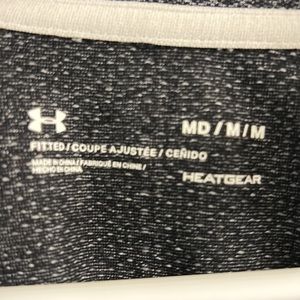 MD / M / M
FITTED / COUPE AJUSTÉE / CEÑIDO
MADE IN CHINA / FABRIQUÉ EN CHINE /
HECHO EN CHINA
HEATGEAR